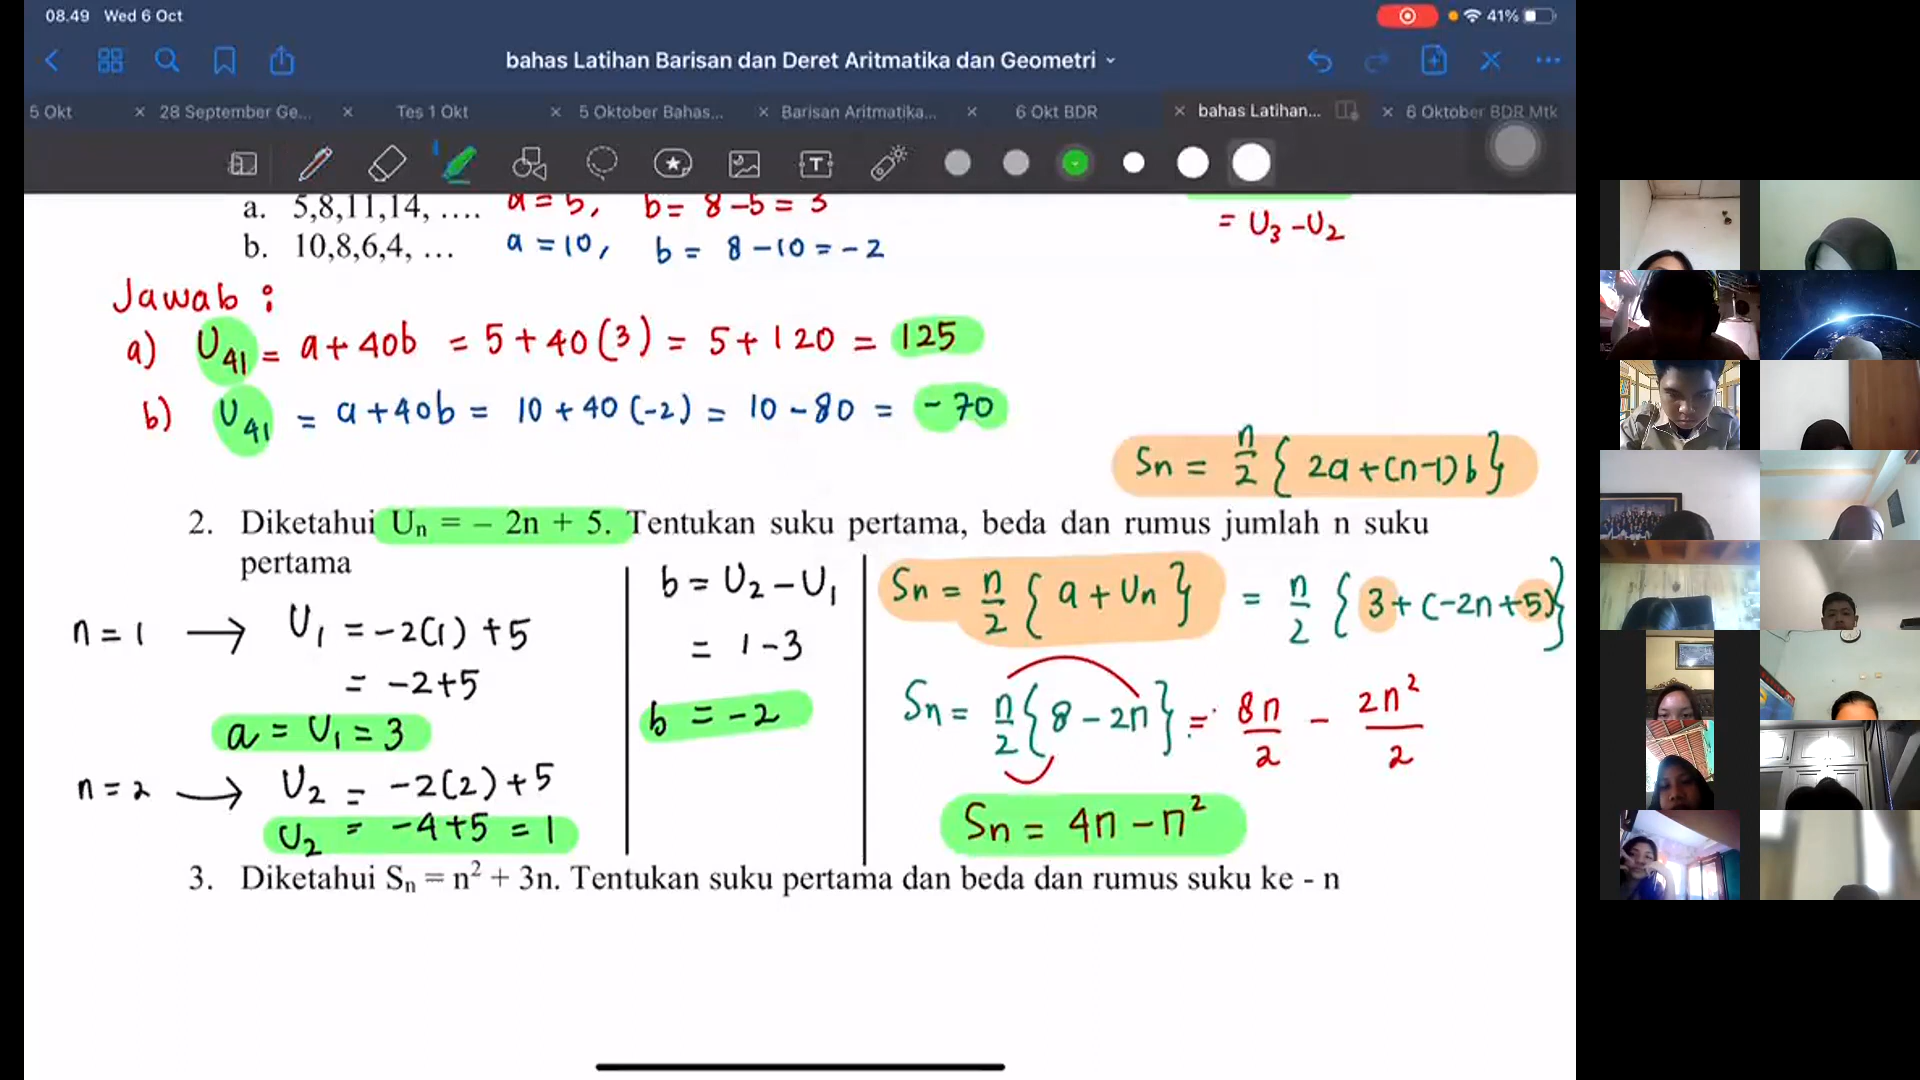 08.49 Wed 6 Oct
41%
bahas Latihan Barisan dan Deret Aritmatika dan Geometri
5 Okt
28 September Ge...
Tes 1 Okt
5 Oktober Bahas...
Barisan Aritmatika...
6 Okt BDR
bahas Latihan...
6 Oktober BDR Mtk
a. 5,8,11,14, .... a = 5, b = 8 - 5 = 3
= U₃ - U₂
b. 10,8,6,4, ... a = 10, b = 8 - 10 = -2
Jawab :
a) U₄₁ = a + 40b = 5 + 40(3) = 5 + 120 = 125
b) U₄₁ = a + 40b = 10 + 40(-2) = 10 - 80 = -70
Sn = n/2 { 2a + (n-1)b }
2. Diketahui Uₙ = – 2n + 5. Tentukan suku pertama, beda dan rumus jumlah n suku
pertama
n = 1 → U₁ = -2(1) + 5
= -2+5
a = U₁ = 3
n = 2 → U₂ = -2(2) + 5
U₂ = -4+5 = 1
b = U₂ - U₁
= 1 - 3
b = -2
Sn = n/2 { a + Un } = n/2 { 3 + (-2n + 5) }
Sn = n/2 { 8 - 2n } = 8n/2 - 2n²/2
Sn = 4n - n²
3. Diketahui Sₙ = n² + 3n. Tentukan suku pertama dan beda dan rumus suku ke - n